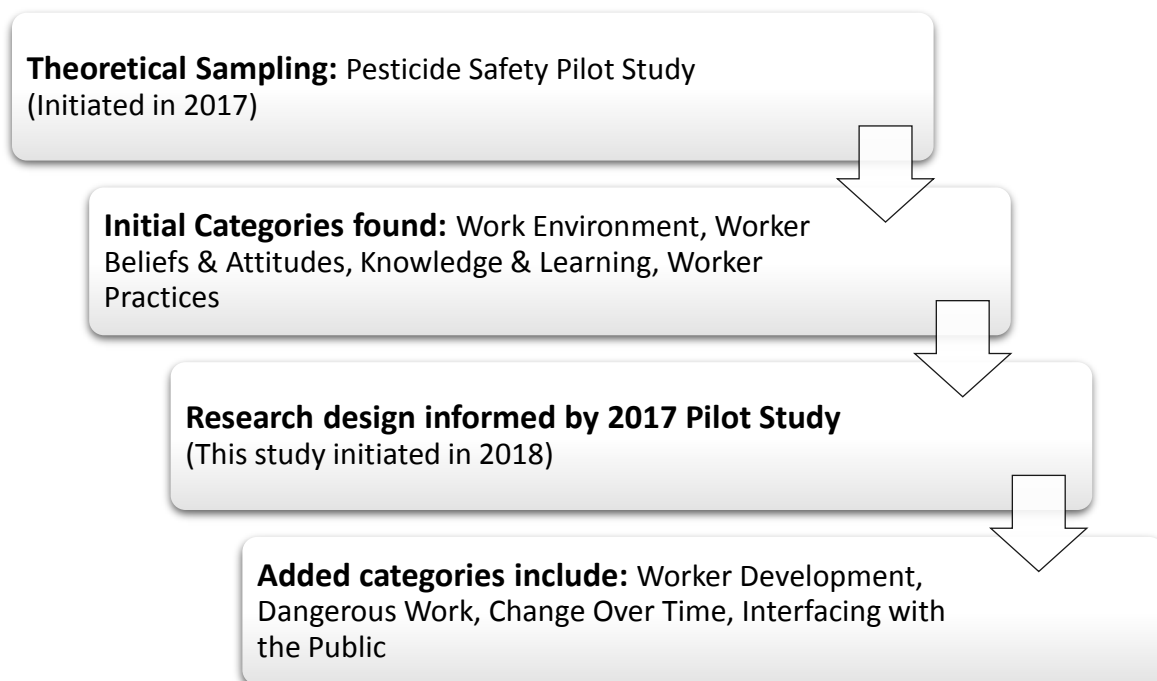 Theoretical Sampling: Pesticide Safety Pilot Study
(Initiated in 2017)
Initial Categories found: Work Environment, Worker
Beliefs & Attitudes, Knowledge & Learning, Worker
Practices
Research design informed by 2017 Pilot Study
(This study initiated in 2018)
Added categories include: Worker Development,
Dangerous Work, Change Over Time, Interfacing with
the Public